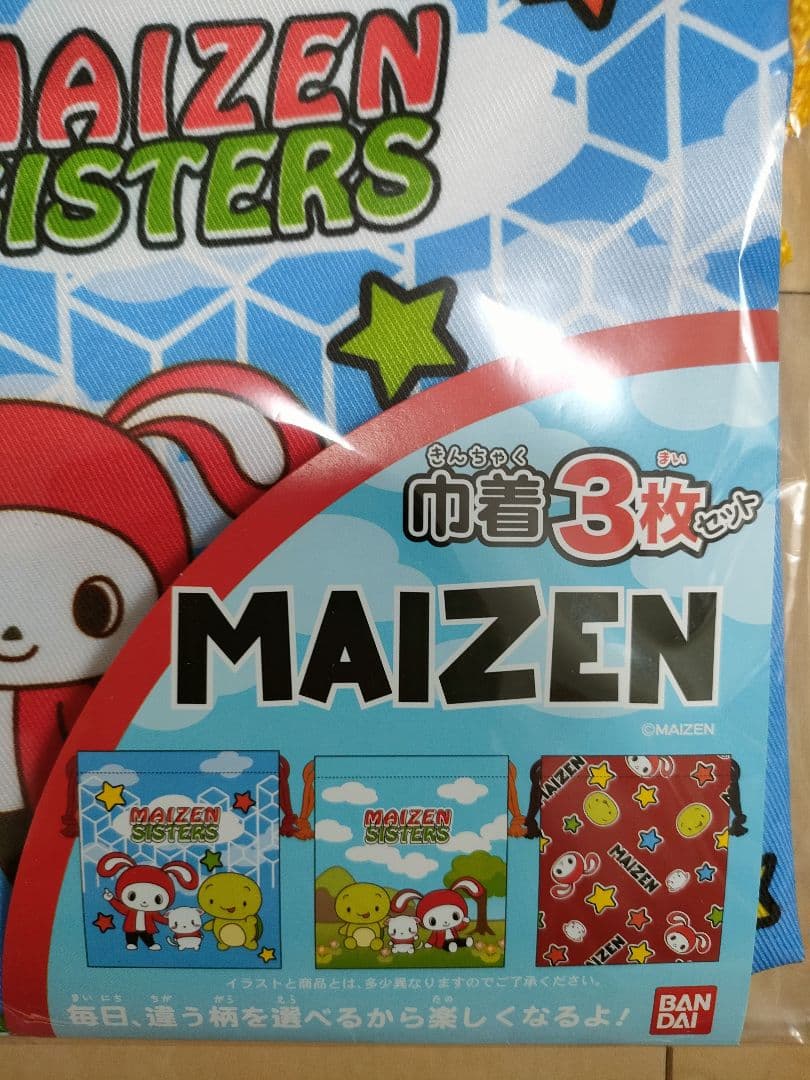 MAIZEN
SISTERS
きんちゃく まい
巾着3枚セット
MAIZEN
©MAIZEN
MAIZEN
SISTERS
MAIZEN
SISTERS
MAIZEN
MAIZEN
MAIZEN
イラストと商品とは、多少異なりますのでご了承ください。
まいにち ちが がら えら たの
毎日、違う柄を選べるから楽しくなるよ!
BAN
DAI